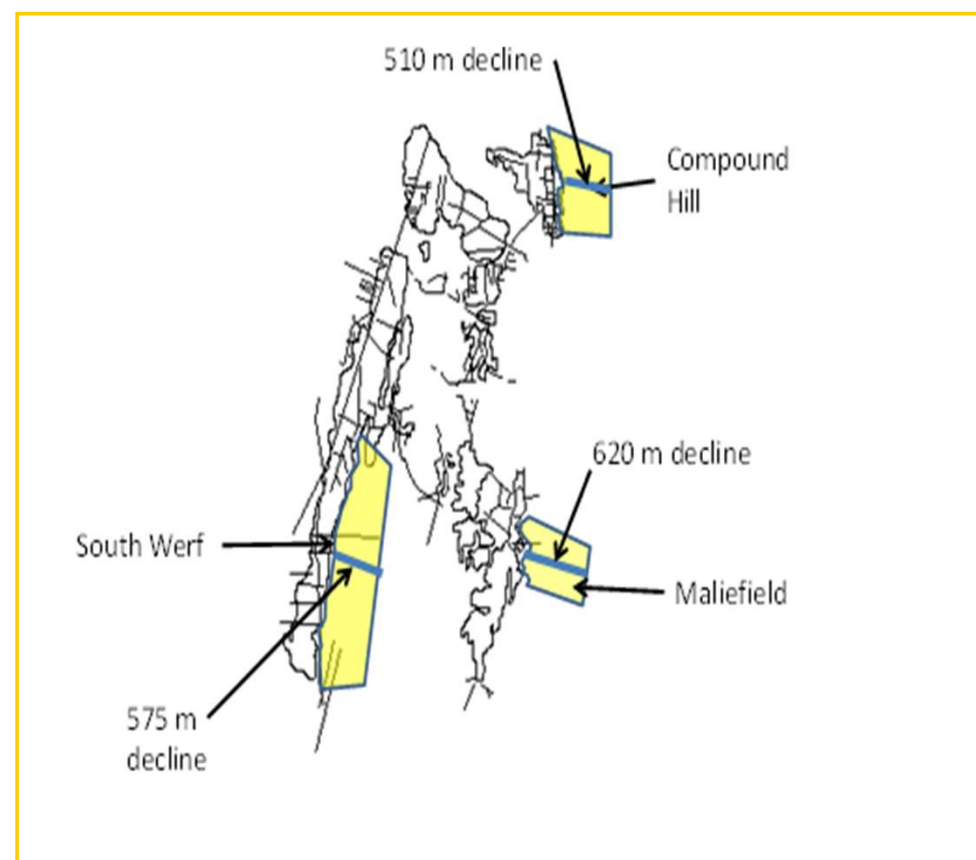 510 m decline
Compound
Hill
620 m decline
South Werf
Maliefield
575 m
decline